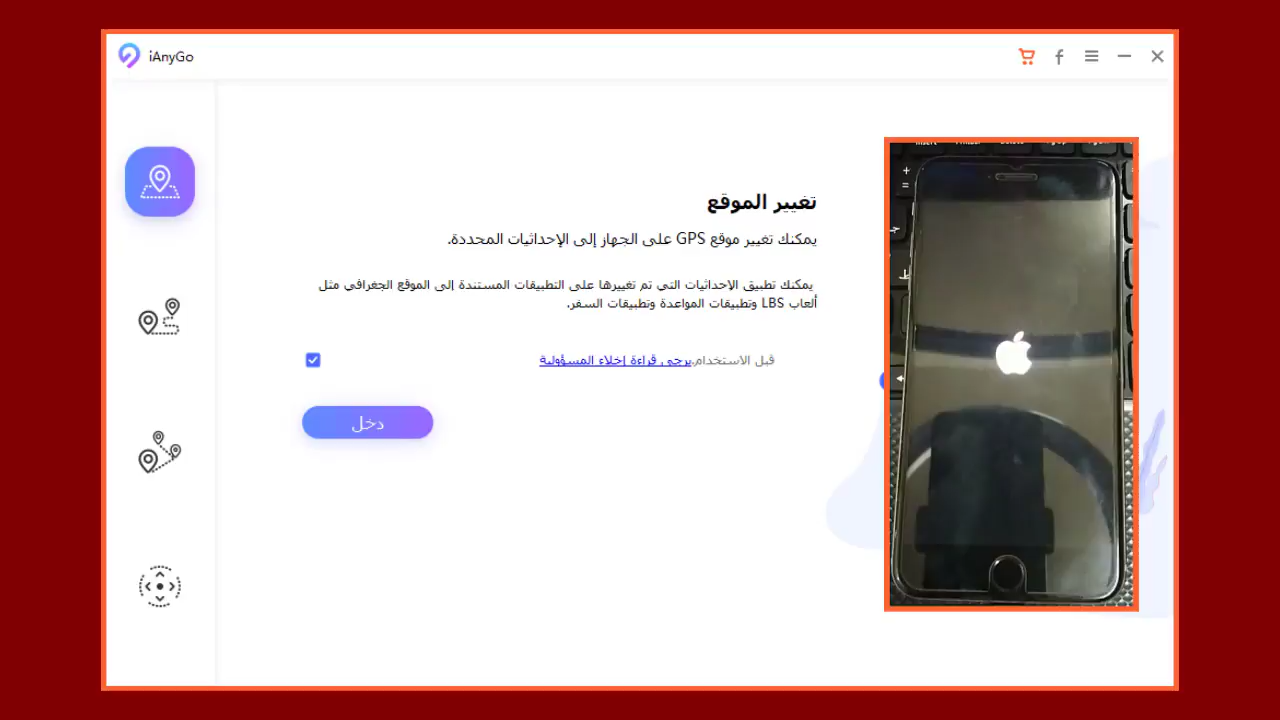 iAnyGo
تغيير الموقع
يمكنك تغيير موقع GPS على الجهاز إلى الإحداثيات المحددة.
يمكنك تطبيق الإحداثيات التي تم تغييرها على التطبيقات المستندة إلى الموقع الجغرافي مثل
ألعاب LBS وتطبيقات المواعدة وتطبيقات السفر.
قبل الاستخدام,يرجى قراءة إخلاء المسؤولية
دخل